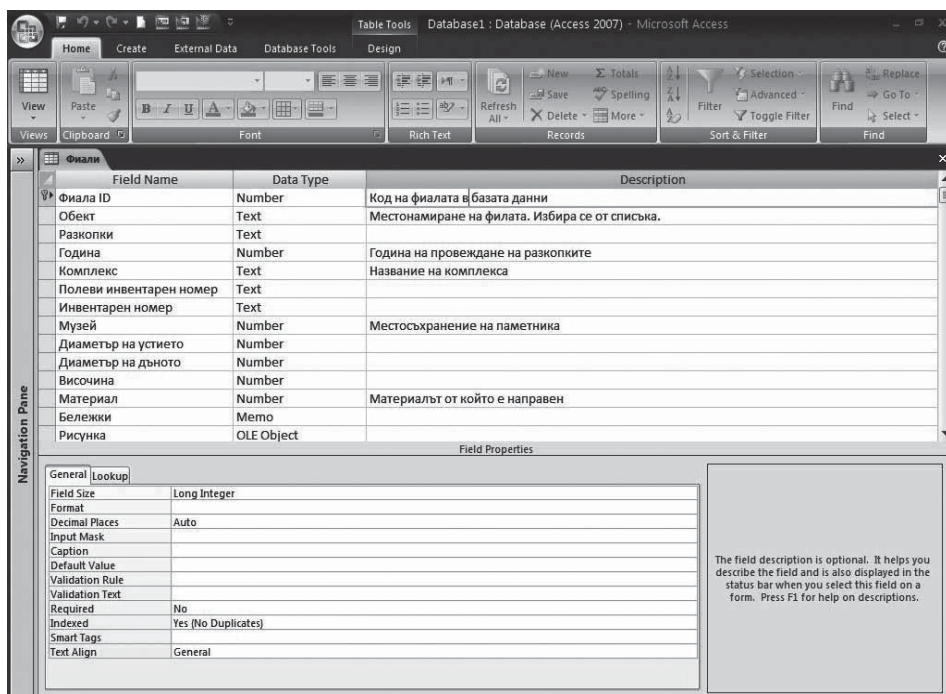 Table Tools Database1 : Database (Access 2007) - Microsoft Access
Home Create External Data Database Tools Design
View Paste B I U A Refresh All New Save Delete Totals Spelling More Filter Selection Advanced Toggle Filter Find Replace Go To Select
Views Clipboard Font Rich Text Records Sort & Filter Find
» Фиали
Field Name Data Type Description
Фиала ID Number Код на фиалата в базата данни
Обект Text Местонамиране на филата. Избира се от списъка.
Разкопки Text
Година Number Година на провеждане на разкопките
Комплекс Text Название на комплекса
Полеви инвентарен номер Text
Инвентарен номер Text
Музей Number Местосъхранение на паметника
Диаметър на устието Number
Диаметър на дъното Number
Височина Number
Материал Number Материалът от който е направен
Бележки Memo
Рисунка OLE Object
Navigation Pane
Field Properties
General Lookup
Field Size Long Integer
Format
Decimal Places Auto
Input Mask
Caption
Default Value
Validation Rule
Validation Text
Required No
Indexed Yes (No Duplicates)
Smart Tags
Text Align General
The field description is optional. It helps you
describe the field and is also displayed in the
status bar when you select this field on a
form. Press F1 for help on descriptions.